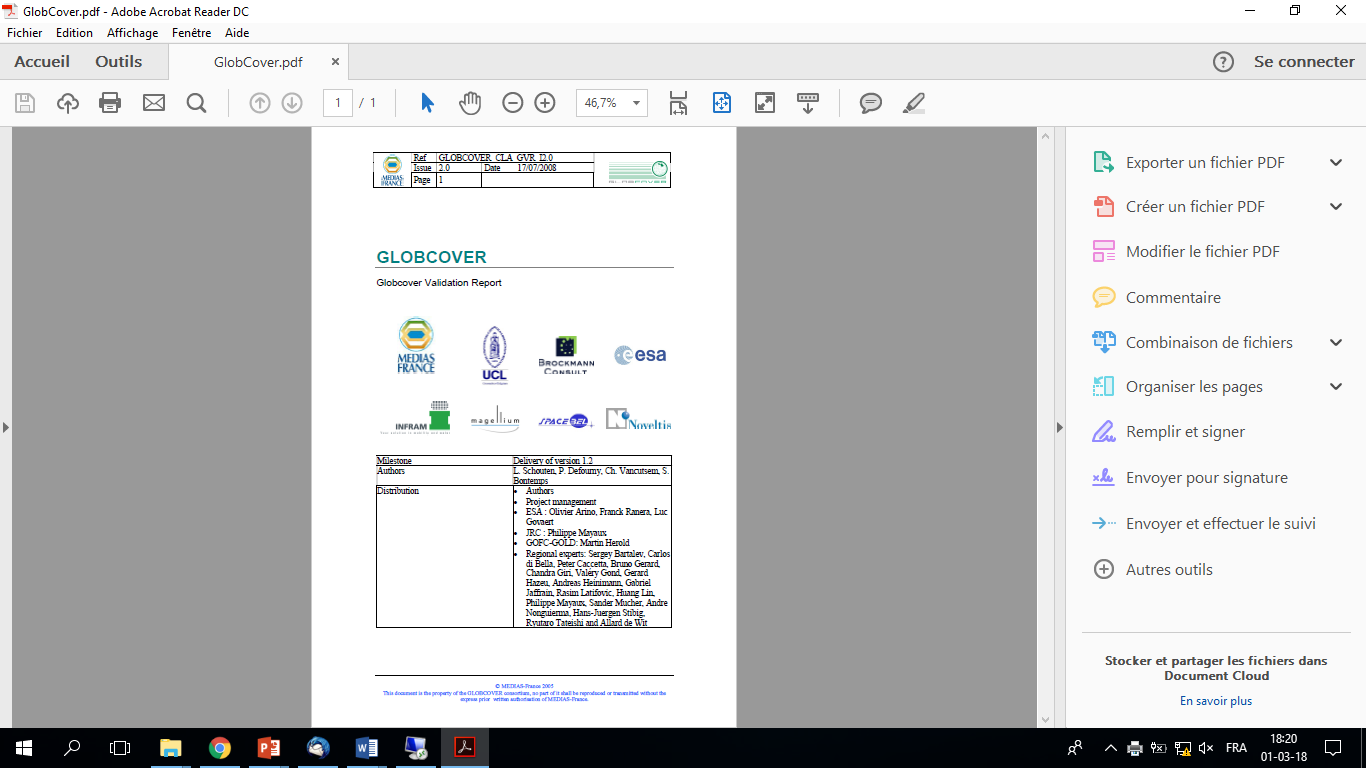 GlobCover.pdf - Adobe Acrobat Reader DC
Fichier Edition Affichage Fenêtre Aide
Accueil Outils GlobCover.pdf × Se connecter
1 / 1 46,7%
Ref GLOBCOVER_CLA_GVR_I2.0
Issue 2.0 Date 17/07/2008
Page 1
MEDIAS
FRANCE
GLOBCOVER
Globcover Validation Report
MEDIAS
FRANCE
UCL
BROCKMANN
CONSULT
esa
INFRAM
magellium
SPACEBEL
Noveltis
Milestone Delivery of version 1.2
Authors L. Schouten, P. Defourny, Ch. Vancutsem, S.
Bontemps
Distribution • Authors
• Project management
• ESA : Olivier Arino, Franck Ranera, Luc
Govaert
• JRC : Philippe Mayaux
• GOFC-GOLD: Martin Herold
• Regional experts: Sergey Bartalev, Carlos
di Bella, Peter Caccetta, Bruno Gerard,
Chandra Giri, Valéry Gond, Gerard
Hazeu, Andreas Heinimann, Gabriel
Jaffrain, Rasim Latifovic, Huang Lin,
Philippe Mayaux, Sander Mucher, Andre
Nonguierma, Hans-Juergen Stibig,
Ryutaro Tateishi and Allard de Wit
© MEDIAS-France 2005
This document is the property of the GLOBCOVER consortium, no part of it shall be reproduced or transmitted without the
express prior written authorisation of MEDIAS-France.
Exporter un fichier PDF
Créer un fichier PDF
Modifier le fichier PDF
Commentaire
Combinaison de fichiers
Organiser les pages
Remplir et signer
Envoyer pour signature
Envoyer et effectuer le suivi
Autres outils
Stocker et partager les fichiers dans
Document Cloud
En savoir plus
FRA 18:20
01-03-18